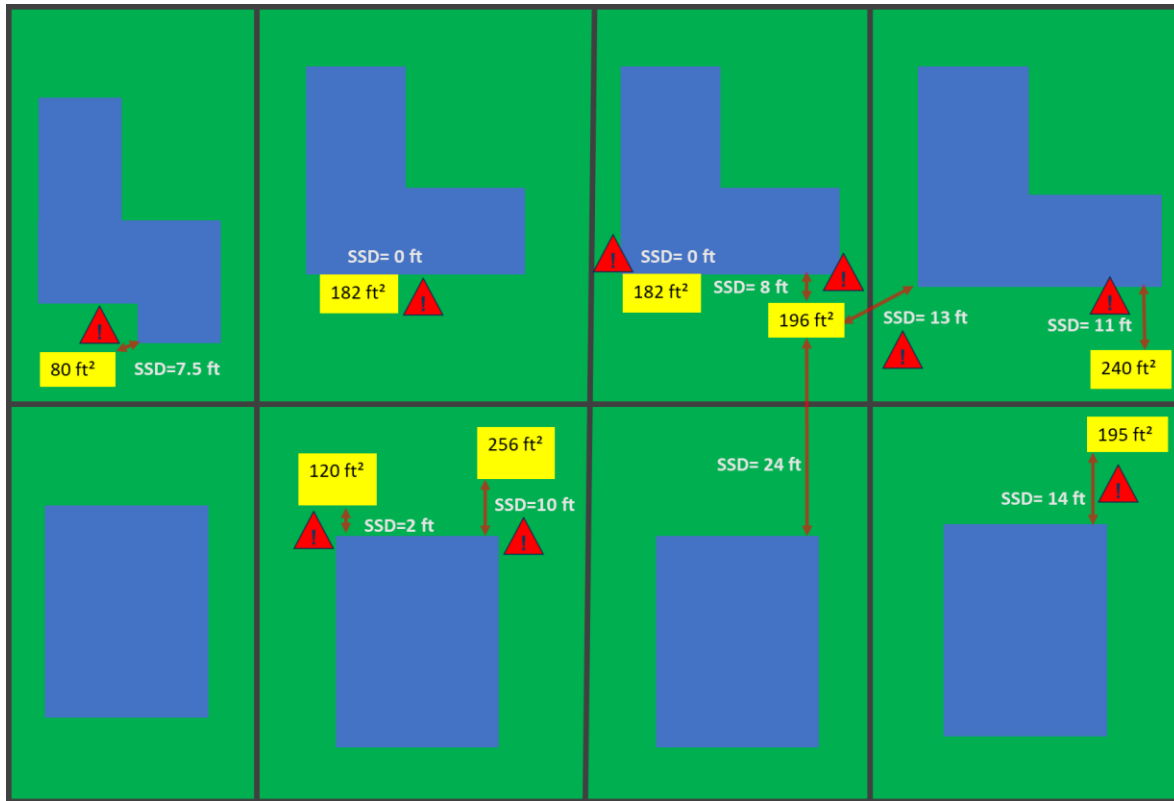 SSD= 0 ft
182 ft²
!
SSD= 0 ft
!
182 ft²
SSD= 8 ft
!
196 ft²
SSD= 13 ft
!
!
SSD= 11 ft
240 ft²
!
80 ft²
SSD=7.5 ft
120 ft²
256 ft²
SSD=10 ft
!
SSD=2 ft
!
SSD= 24 ft
195 ft²
!
SSD= 14 ft